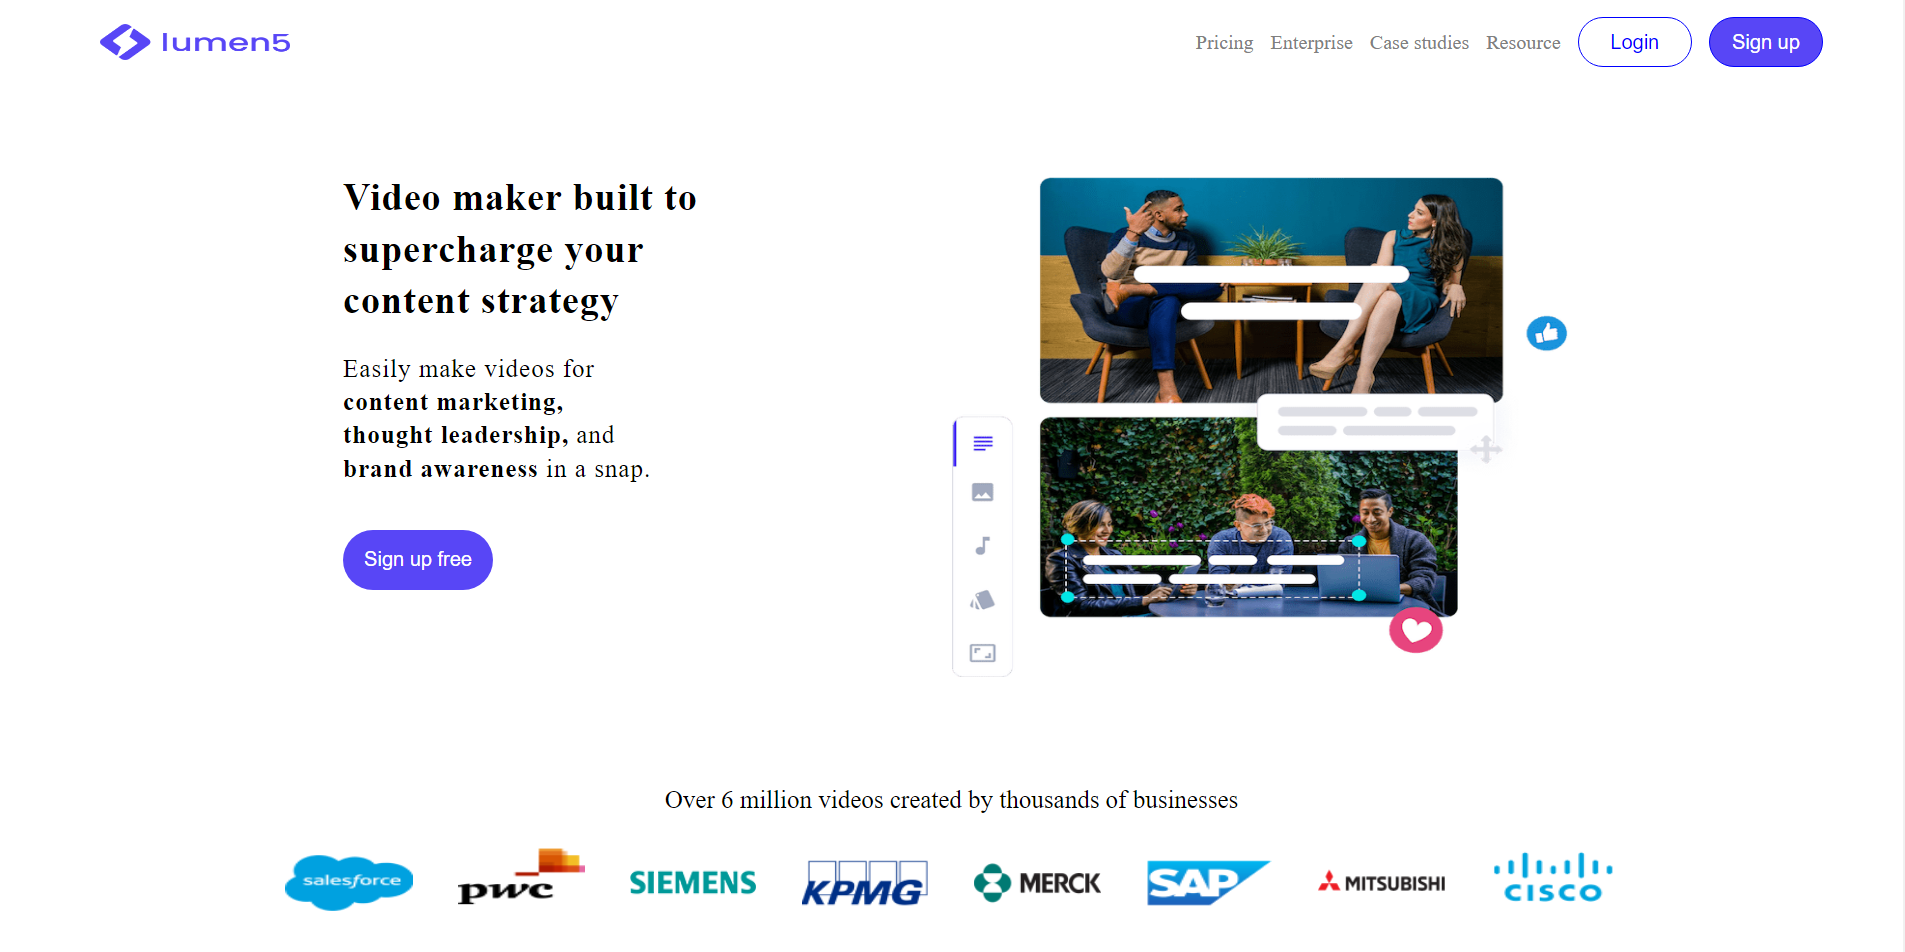 lumen5
Pricing Enterprise Case studies Resource Login Sign up
Video maker built to
supercharge your
content strategy
Easily make videos for
content marketing,
thought leadership, and
brand awareness in a snap.
Sign up free
Over 6 million videos created by thousands of businesses
salesforce
pwc
SIEMENS
KPMG
MERCK
SAP
MITSUBISHI
CISCO